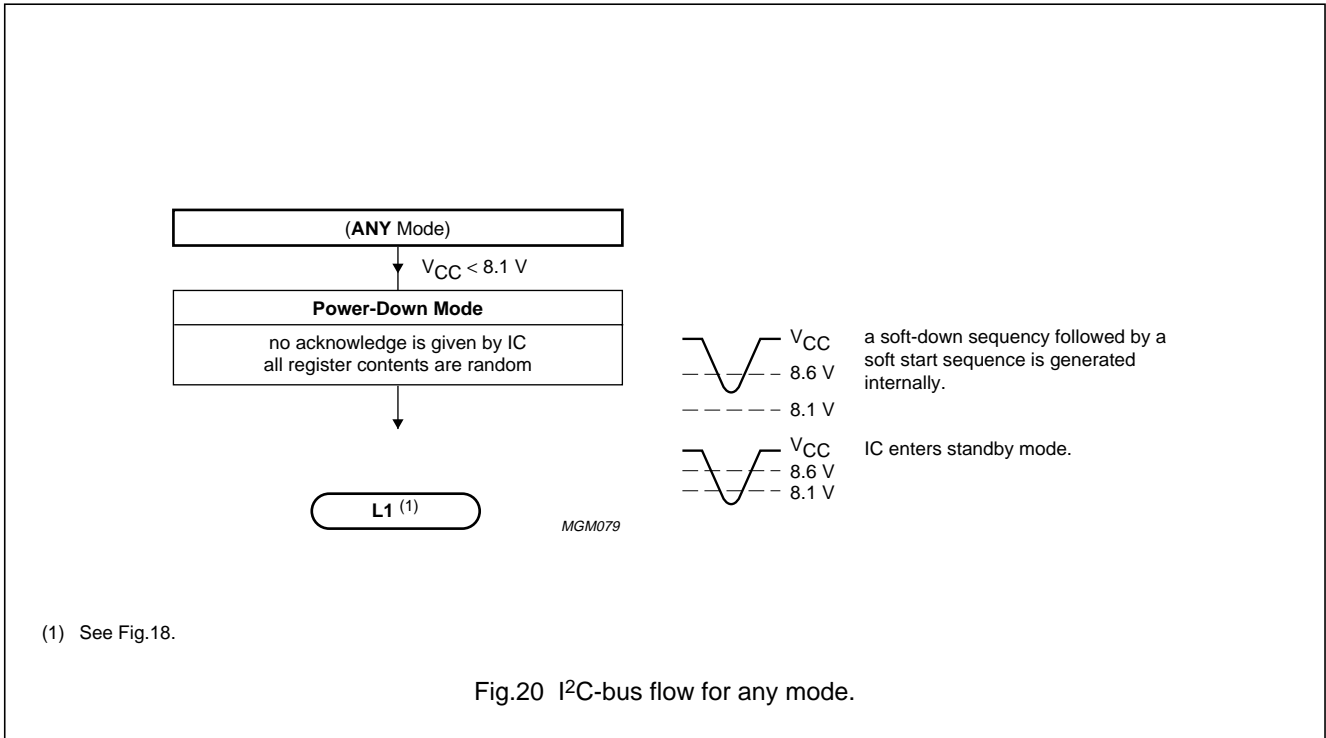 (ANY Mode)
VCC < 8.1 V
Power-Down Mode
no acknowledge is given by IC
all register contents are random
L1 (1)
MGM079
VCC
8.6 V
8.1 V
a soft-down sequency followed by a
soft start sequence is generated
internally.
VCC
8.6 V
8.1 V
IC enters standby mode.
(1) See Fig.18.
Fig.20 I²C-bus flow for any mode.